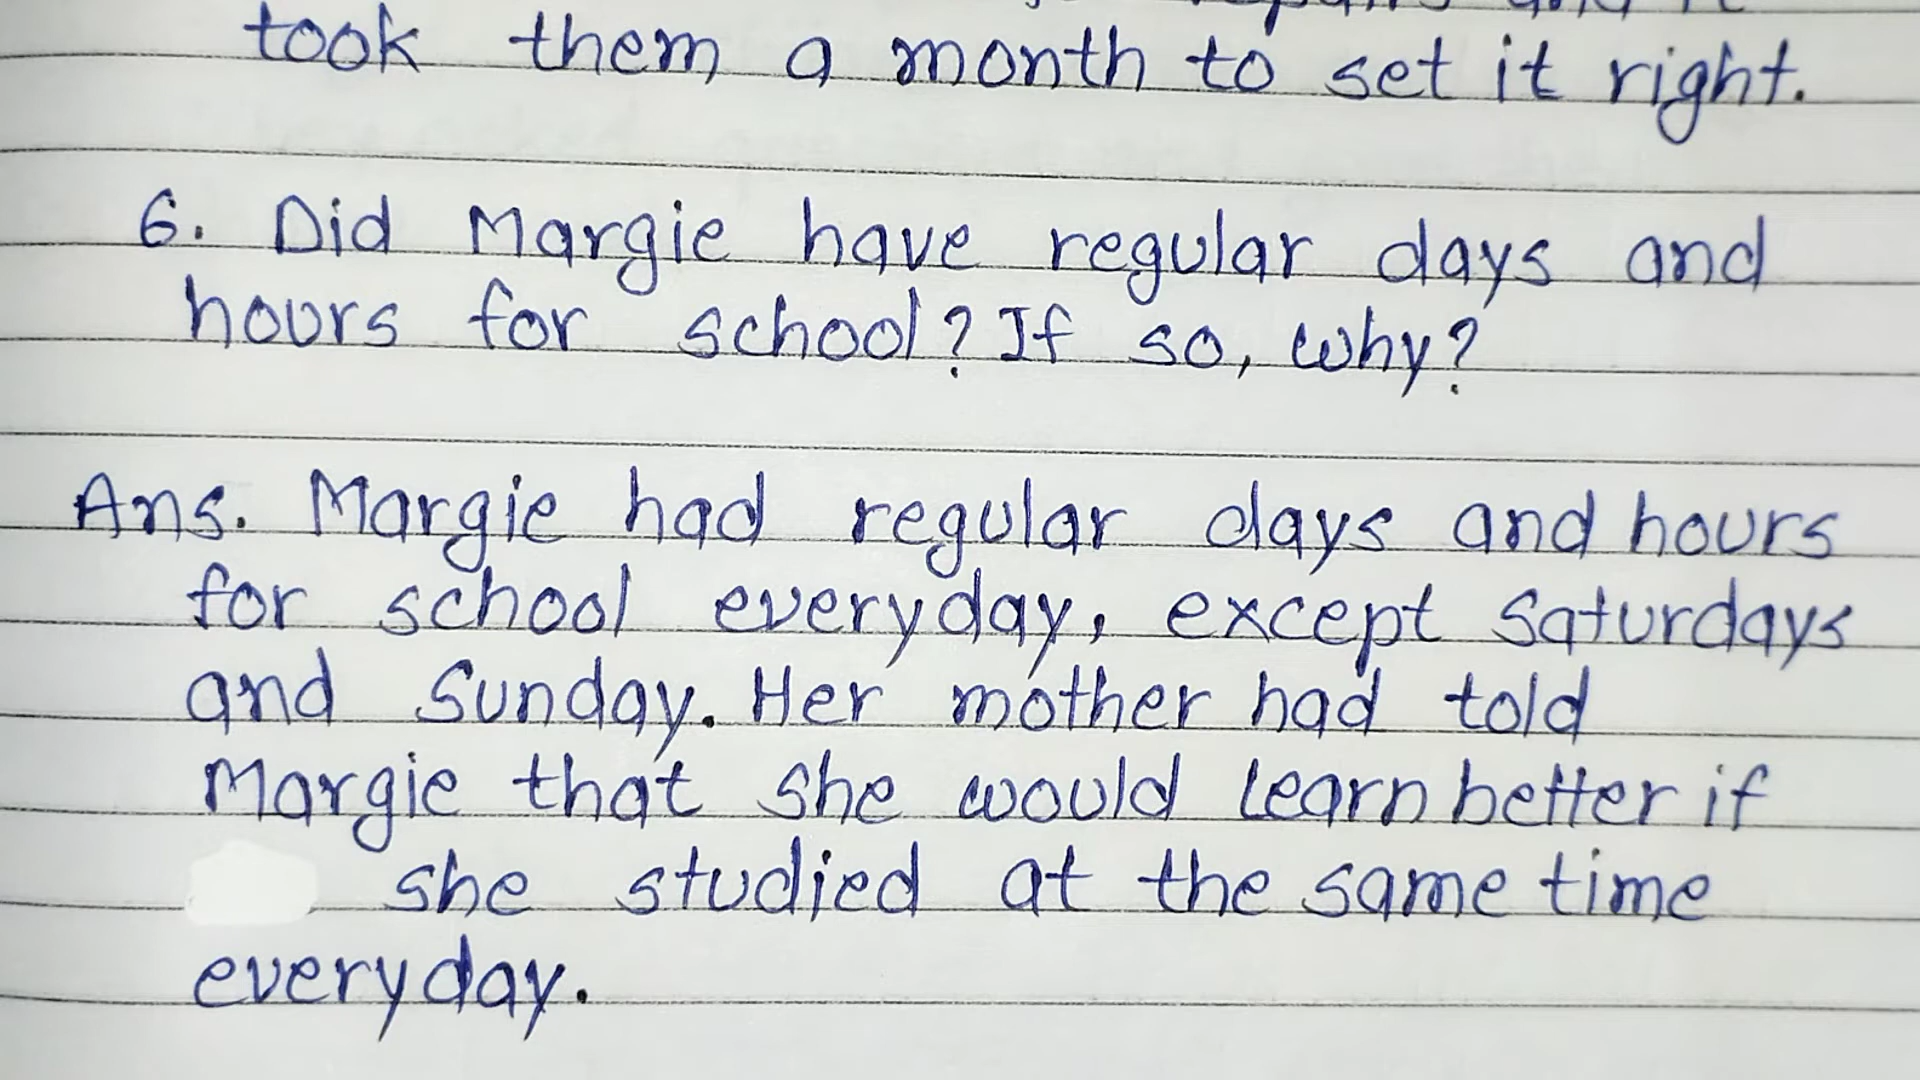 took them a month to set it right.
6. Did Margie have regular days and
hours for school? If so, why?
Ans. Margie had regular days and hours
for school everyday, except Saturdays
and Sunday. Her mother had told
Margie that she would learn better if
she studied at the same time
everyday.